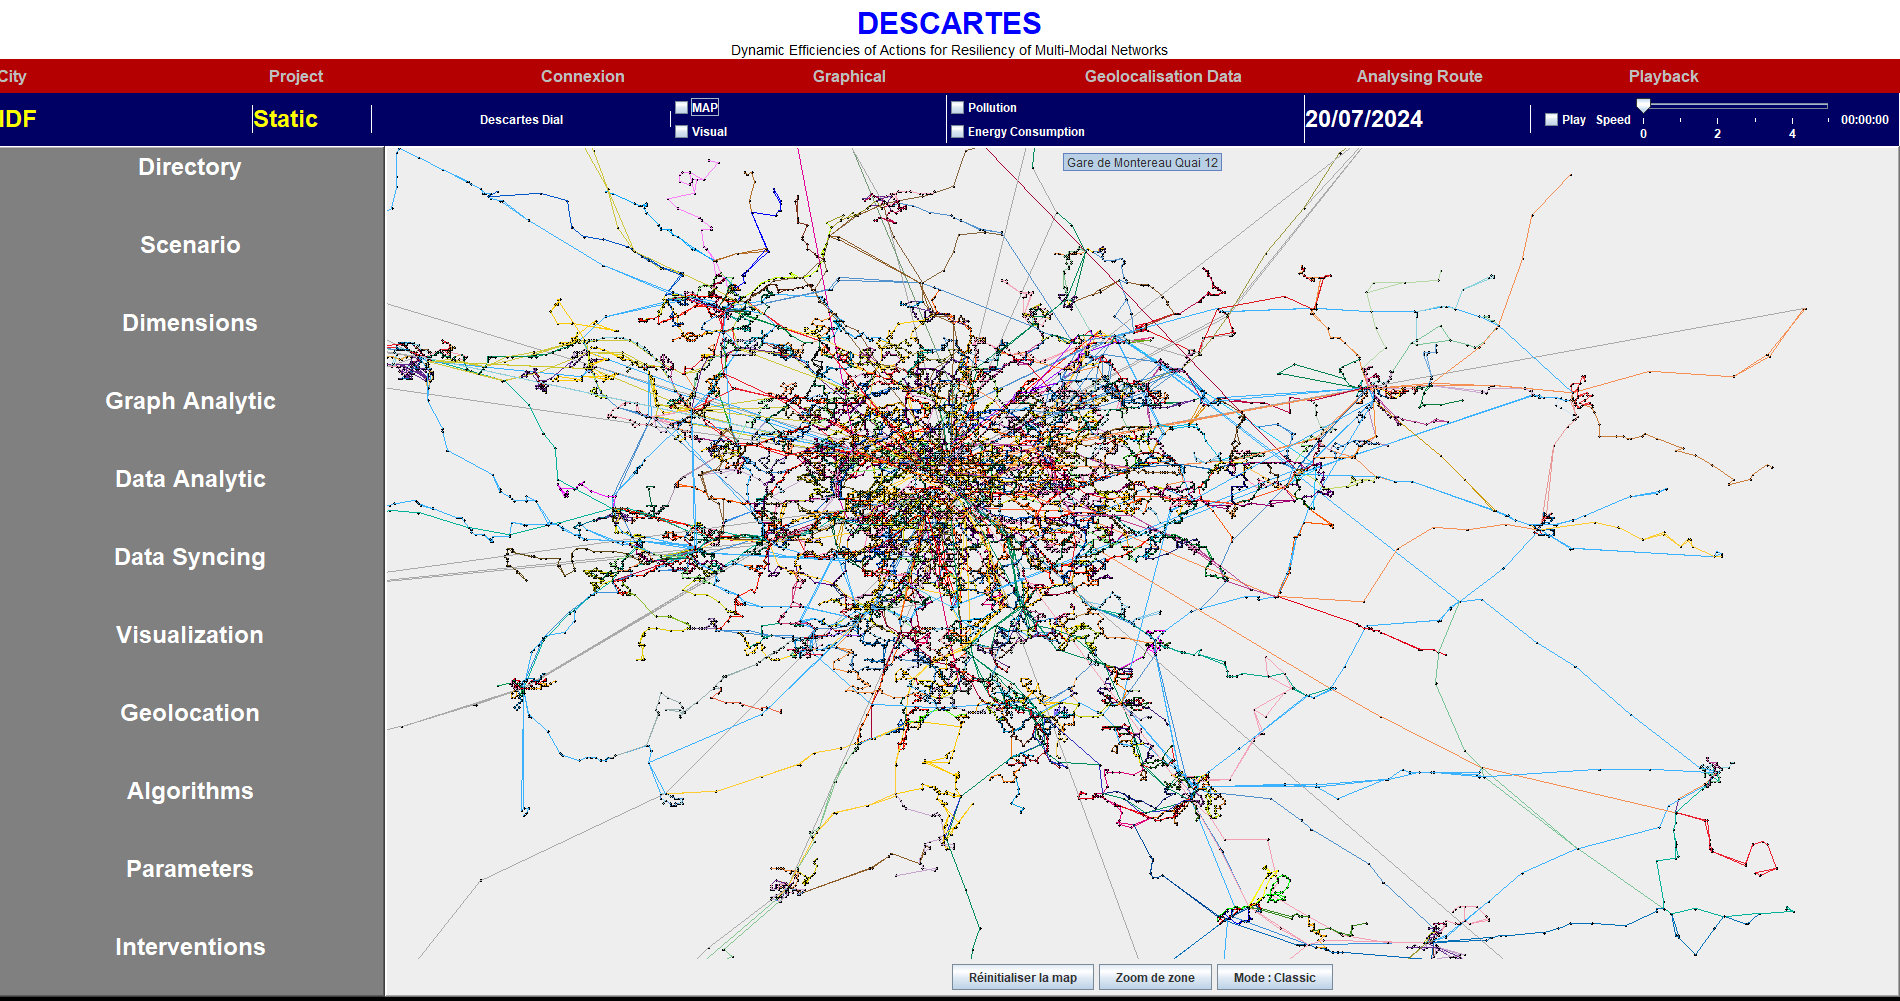 DESCARTES
Dynamic Efficiencies of Actions for Resiliency of Multi-Modal Networks
City Project Connexion Graphical Geolocalisation Data Analysing Route Playback
IDF Static Descartes Dial MAP Visual Pollution Energy Consumption 20/07/2024 Play Speed 0 2 4 00:00:00
Gare de Montereau Quai 12
Directory
Scenario
Dimensions
Graph Analytic
Data Analytic
Data Syncing
Visualization
Geolocation
Algorithms
Parameters
Interventions
Réinitialiser la map Zoom de zone Mode : Classic